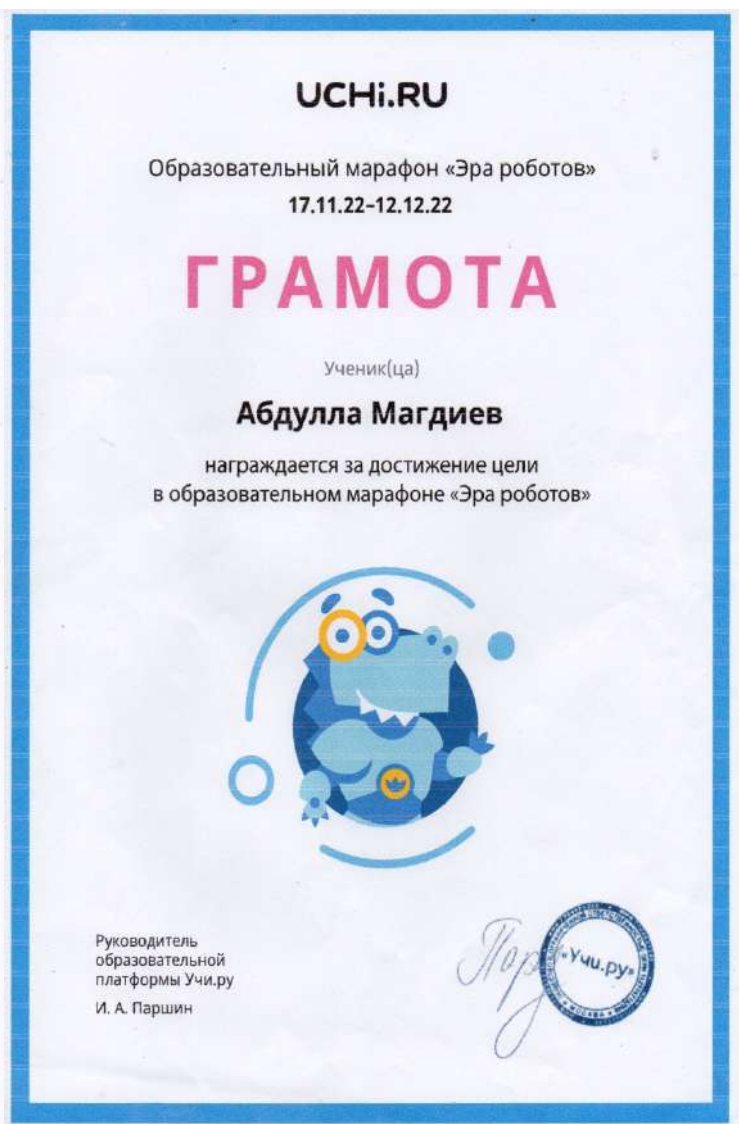 UCHi.RU
Образовательный марафон «Эра роботов»
17.11.22–12.12.22
ГРАМОТА
Ученик(ца)
Абдулла Магдиев
награждается за достижение цели
в образовательном марафоне «Эра роботов»
Руководитель
образовательной
платформы Учи.ру
И. А. Паршин
«Учи.ру»
МОСКВА